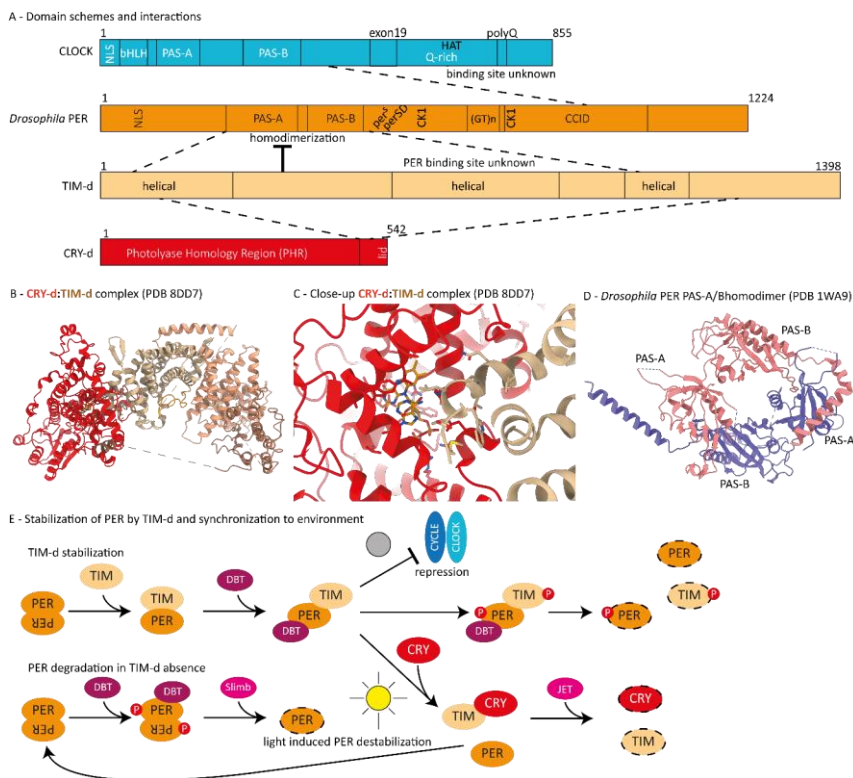 A - Domain schemes and interactions
1 exon19 polyQ 855
CLOCK NLS bHLH PAS-A PAS-B HAT Q-rich
binding site unknown
1 1224
Drosophila PER NLS PAS-A PAS-B perS perSD CK1 (GT)n CK1 CCID
homodimerization
PER binding site unknown
1 1398
TIM-d helical helical helical
1 542
CRY-d Photolyase Homology Region (PHR) lid
B - CRY-d:TIM-d complex (PDB 8DD7)
C - Close-up CRY-d:TIM-d complex (PDB 8DD7)
D - Drosophila PER PAS-A/Bhomodimer (PDB 1WA9)
PAS-B
PAS-A
PAS-A
PAS-B
E - Stabilization of PER by TIM-d and synchronization to environment
TIM-d stabilization
CYCLE CLOCK
repression
TIM DBT
PER PER
TIM PER
TIM PER DBT
TIM P P PER DBT
PER
TIM P
P PER
PER degradation in TIM-d absence
DBT Slimb
CRY
JET
PER PER
DBT P PER PER P
PER
light induced PER destabilization
TIM CRY
PER
CRY
TIM